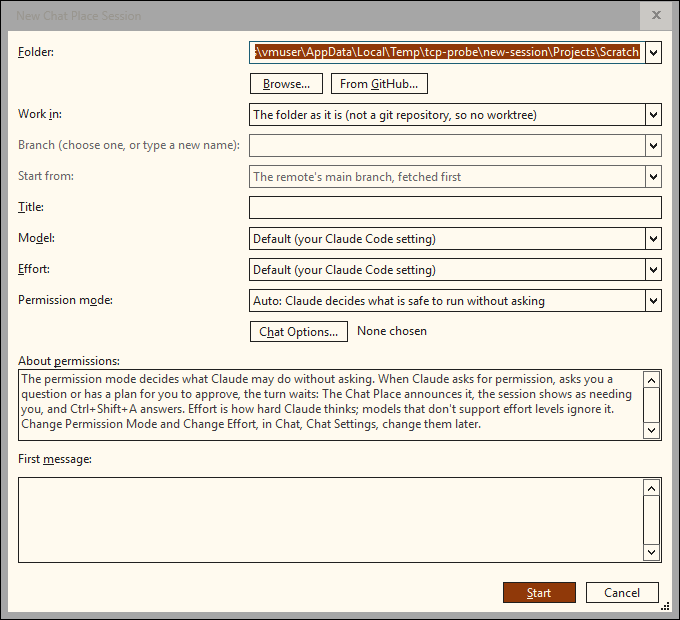 New Chat Place Session
Folder:
\vmuser\AppData\Local\Temp\tcp-probe\new-session\Projects\Scratch
Browse...
From GitHub...
Work in:
The folder as it is (not a git repository, so no worktree)
Branch (choose one, or type a new name):
Start from:
The remote's main branch, fetched first
Title:
Model:
Default (your Claude Code setting)
Effort:
Default (your Claude Code setting)
Permission mode:
Auto: Claude decides what is safe to run without asking
Chat Options...
None chosen
About permissions:
The permission mode decides what Claude may do without asking. When Claude asks for permission, asks you a
question or has a plan for you to approve, the turn waits: The Chat Place announces it, the session shows as needing
you, and Ctrl+Shift+A answers. Effort is how hard Claude thinks; models that don't support effort levels ignore it.
Change Permission Mode and Change Effort, in Chat, Chat Settings, change them later.
First message:
Start
Cancel